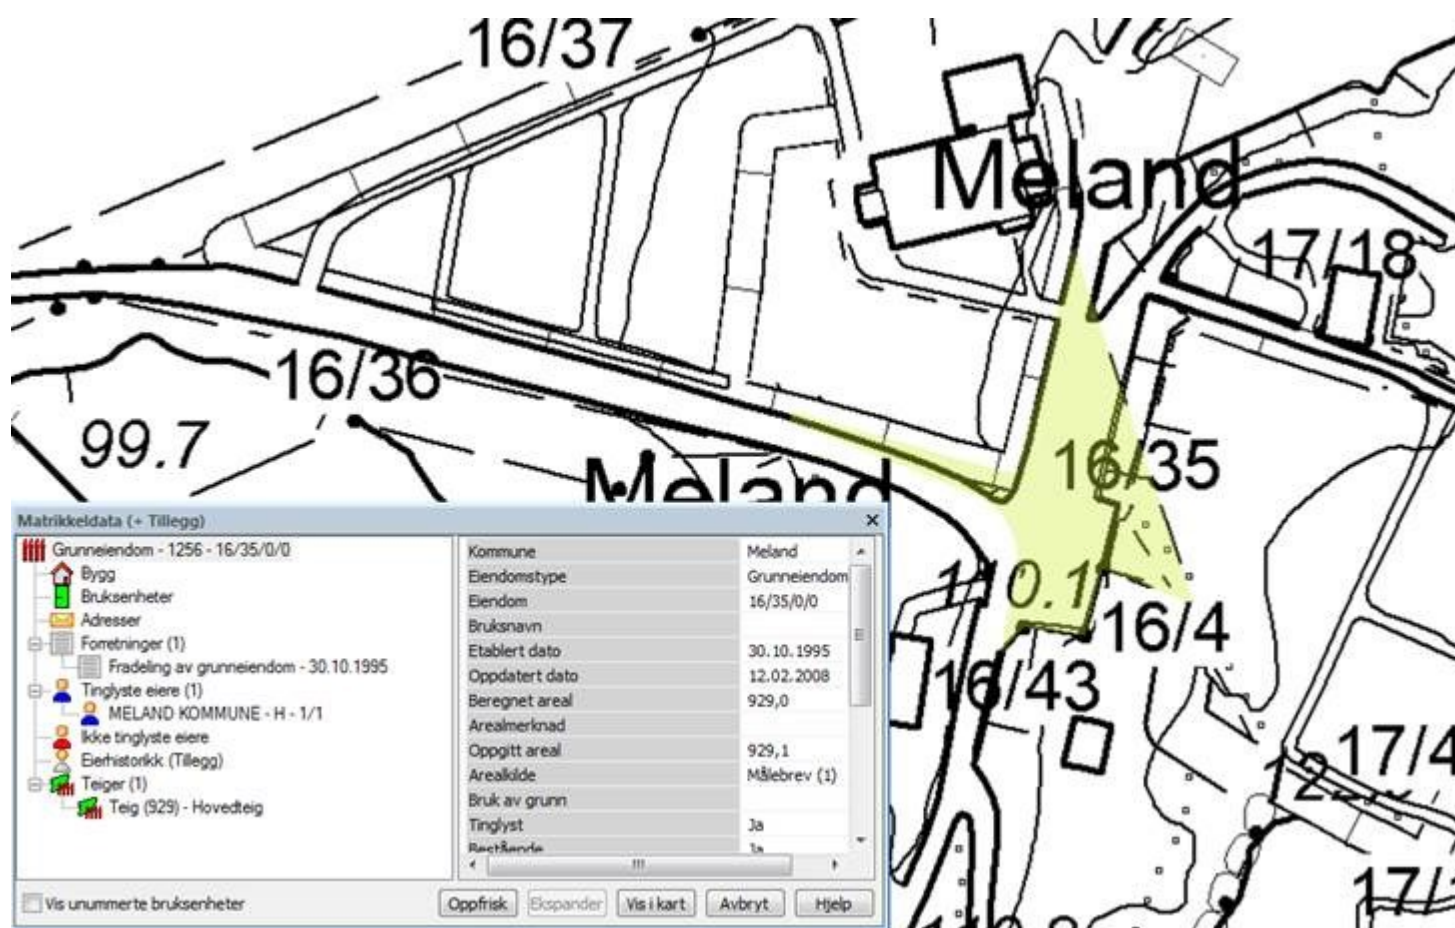 16/37
Meland
17/18
16/36
99.7
16/35
Meland
110.1
16/4
16/43
17/4
Matrikkeldata (+ Tillegg)
Grunneiendom - 1256 - 16/35/0/0
Bygg
Bruksenheter
Adresser
Forretninger (1)
Fradeling av grunneiendom - 30.10.1995
Tinglyste eiere (1)
MELAND KOMMUNE - H - 1/1
Ikke tinglyste eiere
Eierhistorikk (Tillegg)
Teiger (1)
Teig (929) - Hovedteig
Kommune Meland
Eiendomstype Grunneiendom
Eiendom 16/35/0/0
Bruksnavn
Etablert dato 30.10.1995
Oppdatert dato 12.02.2008
Beregnet areal 929,0
Arealmerknad
Oppgitt areal 929,1
Arealkilde Målebrev (1)
Bruk av grunn
Tinglyst Ja
Bestående Ja
Vis unummerte bruksenheter
Oppfrisk Ekspander Vis i kart Avbryt Hjelp